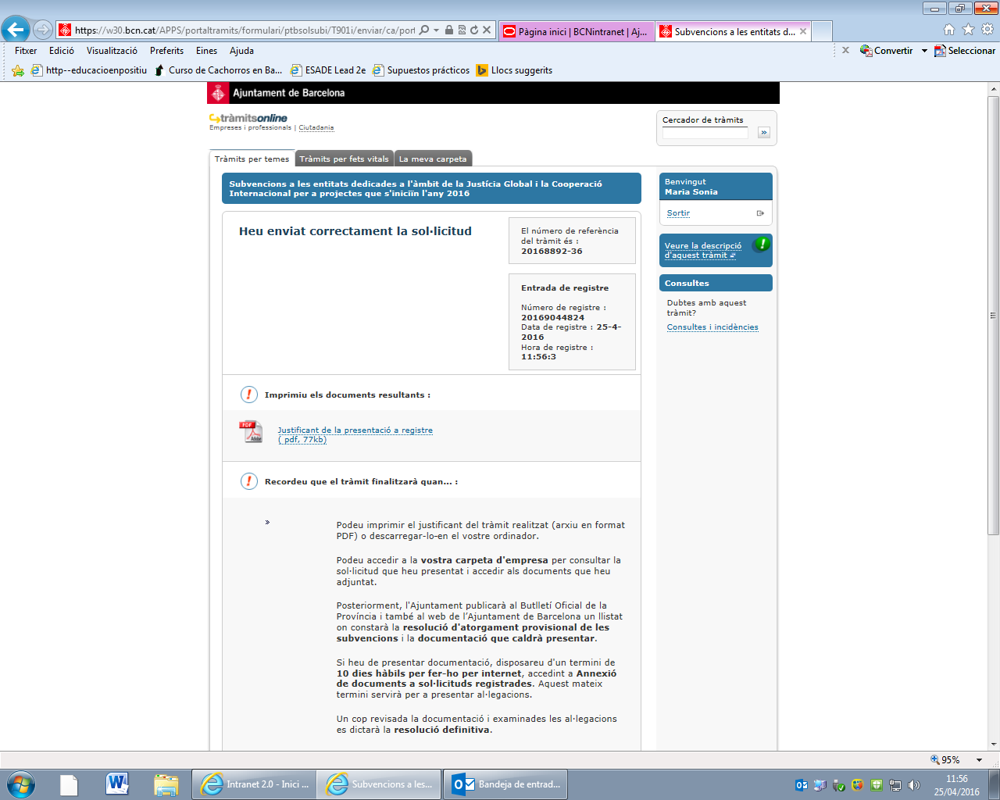 https://w30.bcn.cat/APPS/portaltramits/formulari/ptbsolsubi/T901i/enviar/ca/port
Pàgina inici | BCNintranet | Aj...
Subvencions a les entitats d...
Fitxer Edició Visualització Preferits Eines Ajuda
Convertir
Seleccionar
http--educacioenpositiu
Curso de Cachorros en Ba...
ESADE Lead 2e
Supuestos prácticos
Llocs suggerits
Ajuntament de Barcelona
tràmitsonline
Empreses i professionals | Ciutadania
Cercador de tràmits
Tràmits per temes
Tràmits per fets vitals
La meva carpeta
Subvencions a les entitats dedicades a l'àmbit de la Justícia Global i la Cooperació
Internacional per a projectes que s'iniciïn l'any 2016
Benvingut
Maria Sonia
Sortir
Veure la descripció
d'aquest tràmit
Consultes
Dubtes amb aquest
tràmit?
Consultes i incidències
Heu enviat correctament la sol·licitud
El número de referència
del tràmit és :
20168892-36
Entrada de registre
Número de registre :
20169044824
Data de registre : 25-4-
2016
Hora de registre :
11:56:3
Imprimiu els documents resultants :
PDF
Adobe
Justificant de la presentació a registre
( pdf, 77kb)
Recordeu que el tràmit finalitzarà quan... :
Podeu imprimir el justificant del tràmit realitzat (arxiu en format
PDF) o descarregar-lo-en el vostre ordinador.
Podeu accedir a la vostra carpeta d'empresa per consultar la
sol·licitud que heu presentat i accedir als documents que heu
adjuntat.
Posteriorment, l'Ajuntament publicarà al Butlletí Oficial de la
Província i també al web de l’Ajuntament de Barcelona un llistat
on constarà la resolució d'atorgament provisional de les
subvencions i la documentació que caldrà presentar.
Si heu de presentar documentació, disposareu d'un termini de
10 dies hàbils per fer-ho per internet, accedint a Annexió
de documents a sol·licituds registrades. Aquest mateix
termini servirà per a presentar al·legacions.
Un cop revisada la documentació i examinades les al·legacions
es dictarà la resolució definitiva.
95%
Intranet 2.0 - Inici ...
Subvencions a les...
Bandeja de entrad...
11:56
25/04/2016